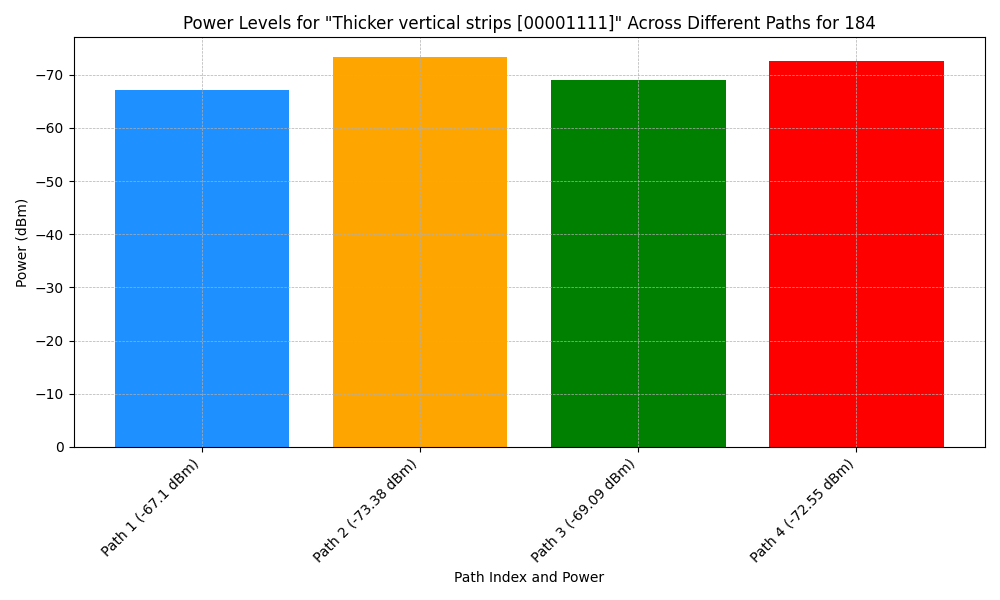 Power Levels for "Thicker vertical strips [00001111]" Across Different Paths for 184
Power (dBm)
−70
−60
−50
−40
−30
−20
−10
0
Path 1 (-67.1 dBm)
Path 2 (-73.38 dBm)
Path 3 (-69.09 dBm)
Path 4 (-72.55 dBm)
Path Index and Power